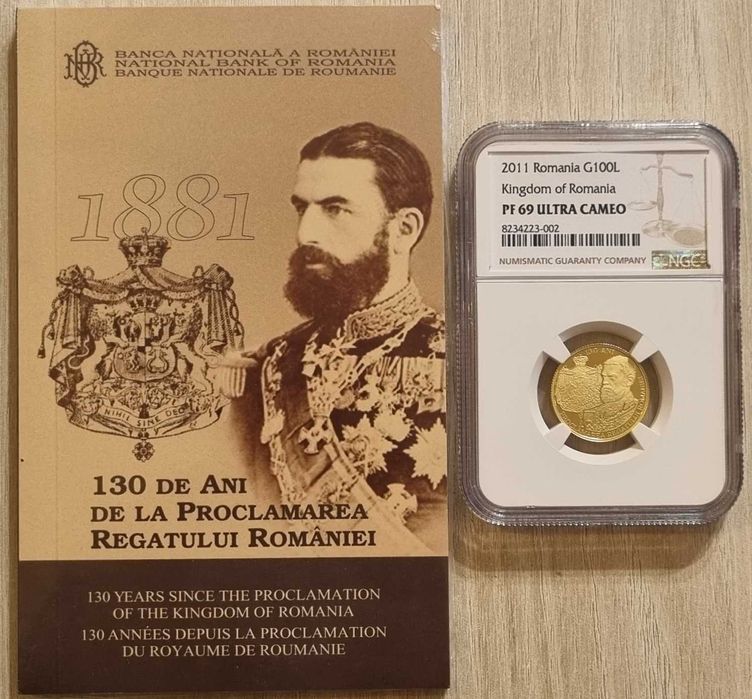 BANCA NAȚIONALĂ A ROMÂNIEI
NATIONAL BANK OF ROMANIA
BANQUE NATIONALE DE ROUMANIE
1881
NIHIL SINE DEO
130 DE ANI
DE LA PROCLAMAREA
REGATULUI ROMÂNIEI
130 YEARS SINCE THE PROCLAMATION
OF THE KINGDOM OF ROMANIA
130 ANNÉES DEPUIS LA PROCLAMATION
DU ROYAUME DE ROUMANIE
2011 Romania G100L
Kingdom of Romania
PF 69 ULTRA CAMEO
8234223-002
NUMISMATIC GUARANTY COMPANY
NGC
130 ANI